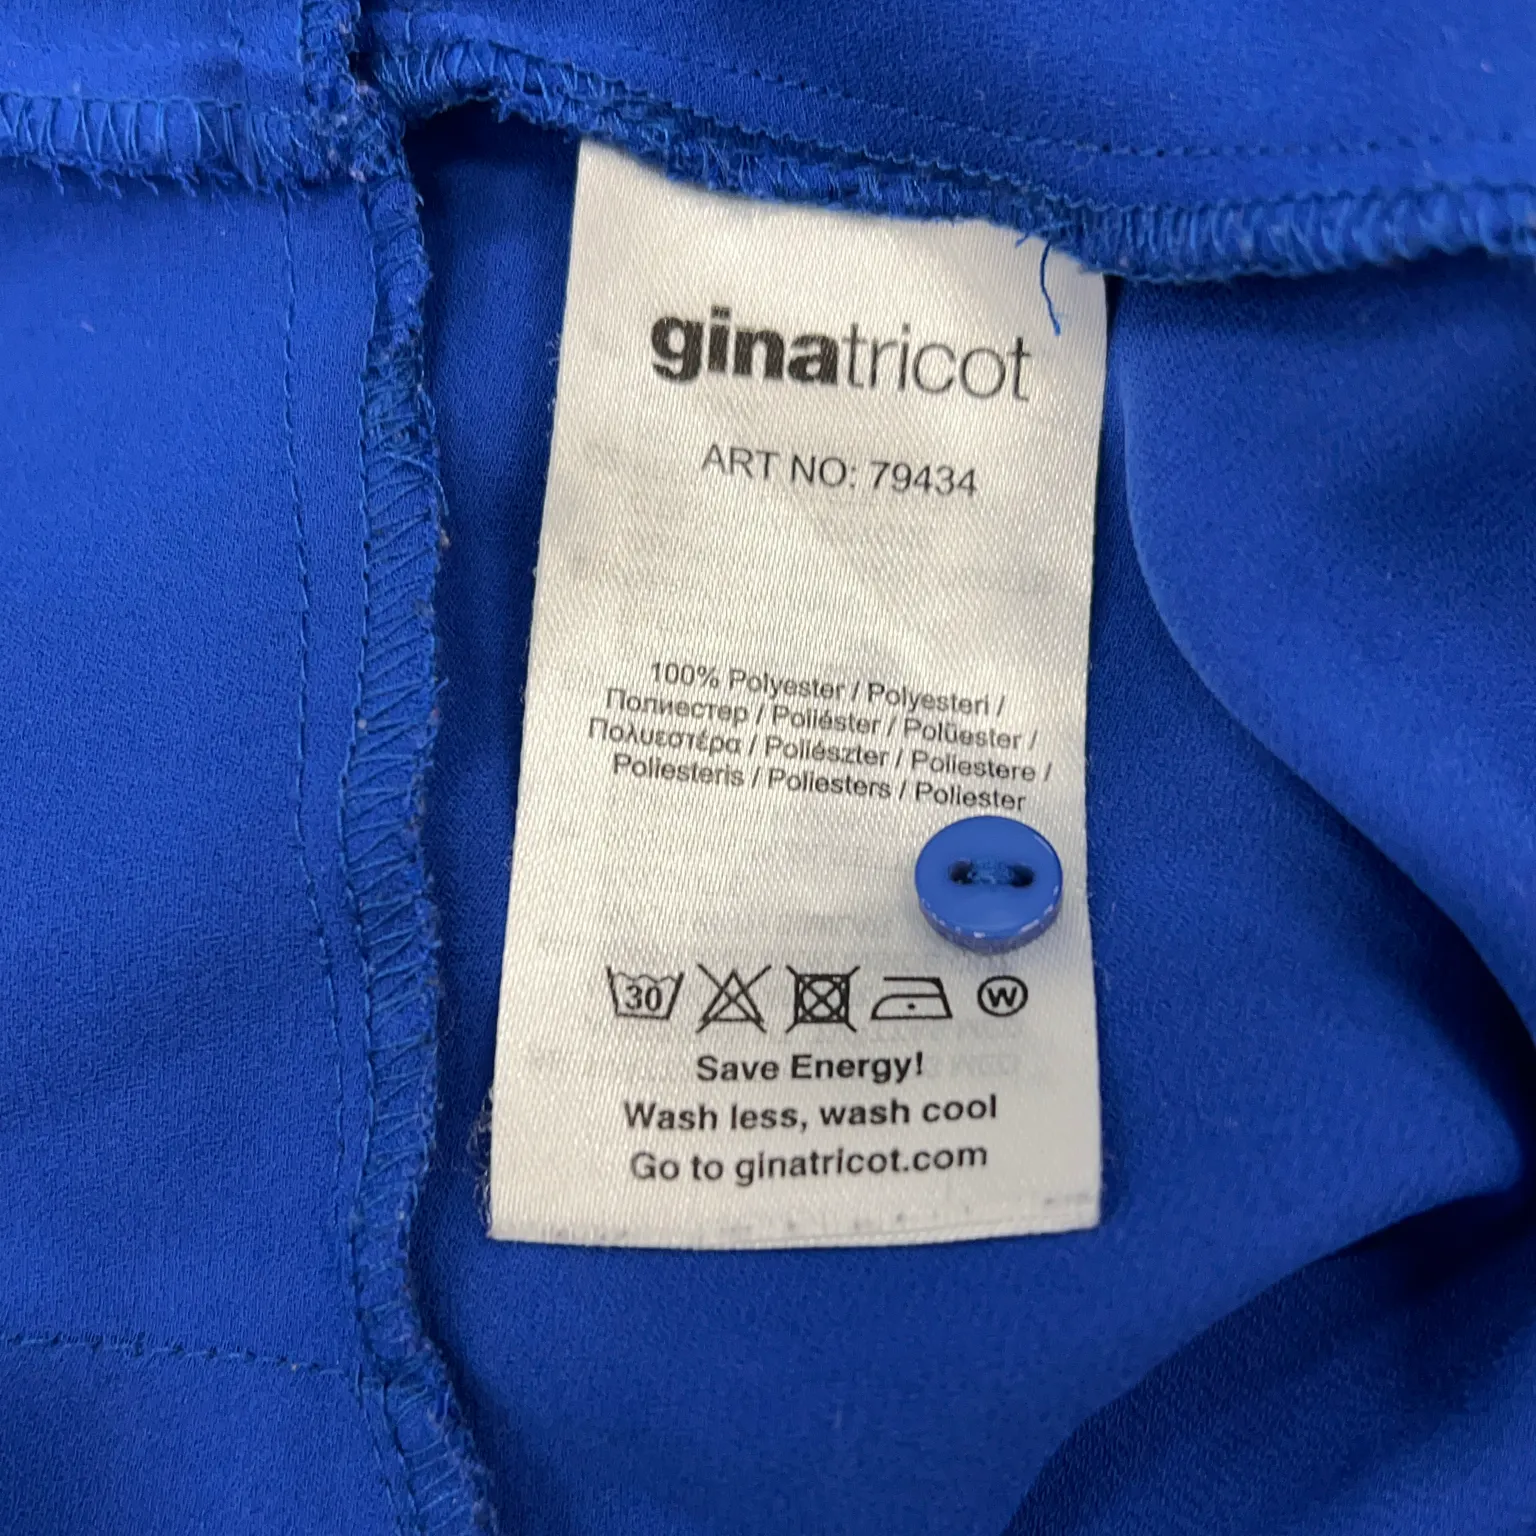 ginatricot
ART NO: 79434
100% Polyester / Polyesteri /
Полиестер / Poliéster / Polüester /
Πολυεστέρα / Poliészter / Poliestere /
Poliesteris / Poliesters / Poliester
30
W
Save Energy!
Wash less, wash cool
Go to ginatricot.com